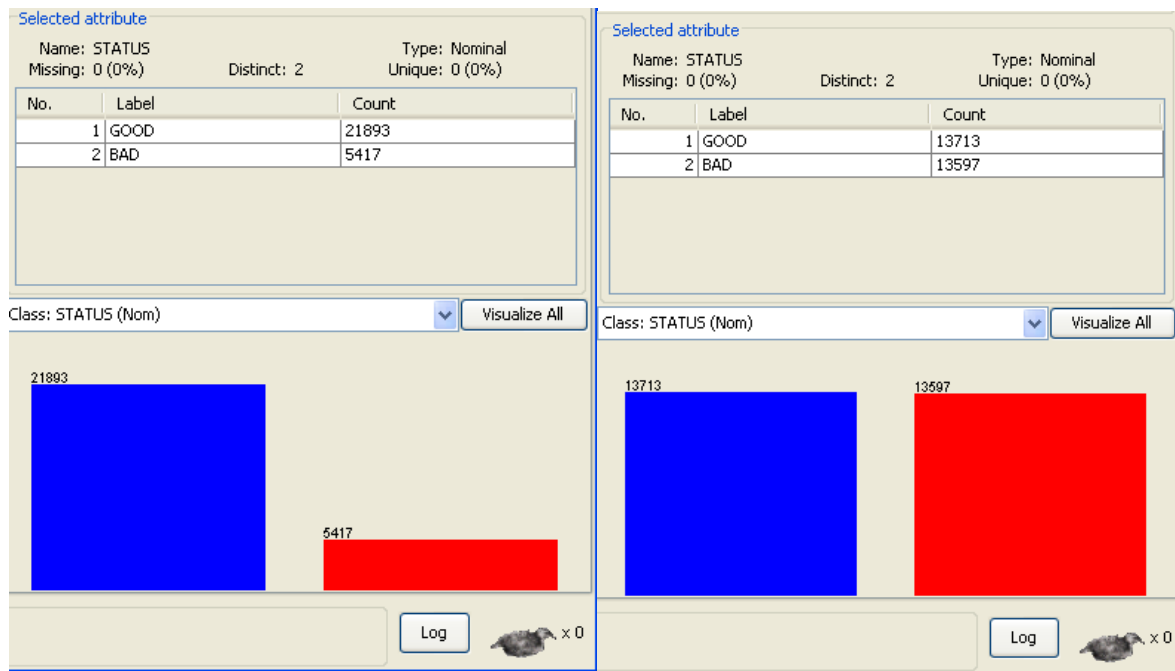 Selected attribute
Name: STATUS Type: Nominal
Missing: 0 (0%) Distinct: 2 Unique: 0 (0%)
No. Label Count
1 GOOD 21893
2 BAD 5417
Class: STATUS (Nom) Visualize All
21893
5417
Log x 0
Selected attribute
Name: STATUS Type: Nominal
Missing: 0 (0%) Distinct: 2 Unique: 0 (0%)
No. Label Count
1 GOOD 13713
2 BAD 13597
Class: STATUS (Nom) Visualize All
13713 13597
Log x 0